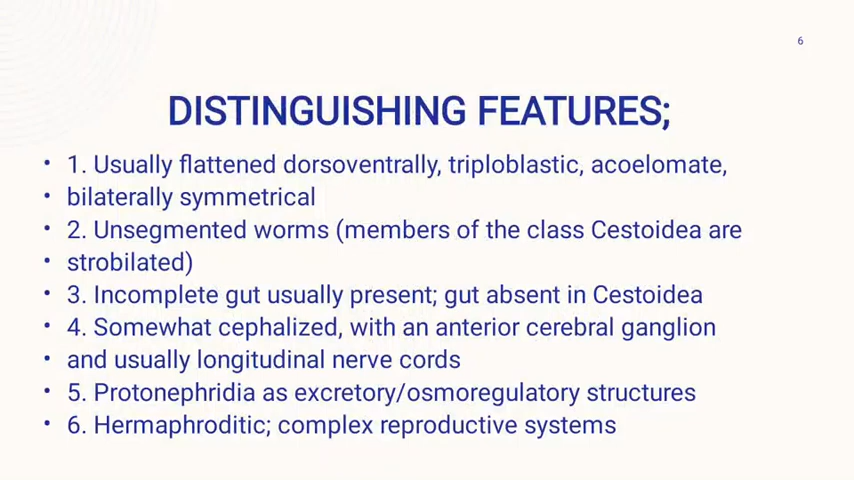 6
DISTINGUISHING FEATURES;
• 1. Usually flattened dorsoventrally, triploblastic, acoelomate,
• bilaterally symmetrical
• 2. Unsegmented worms (members of the class Cestoidea are
• strobilated)
• 3. Incomplete gut usually present; gut absent in Cestoidea
• 4. Somewhat cephalized, with an anterior cerebral ganglion
• and usually longitudinal nerve cords
• 5. Protonephridia as excretory/osmoregulatory structures
• 6. Hermaphroditic; complex reproductive systems